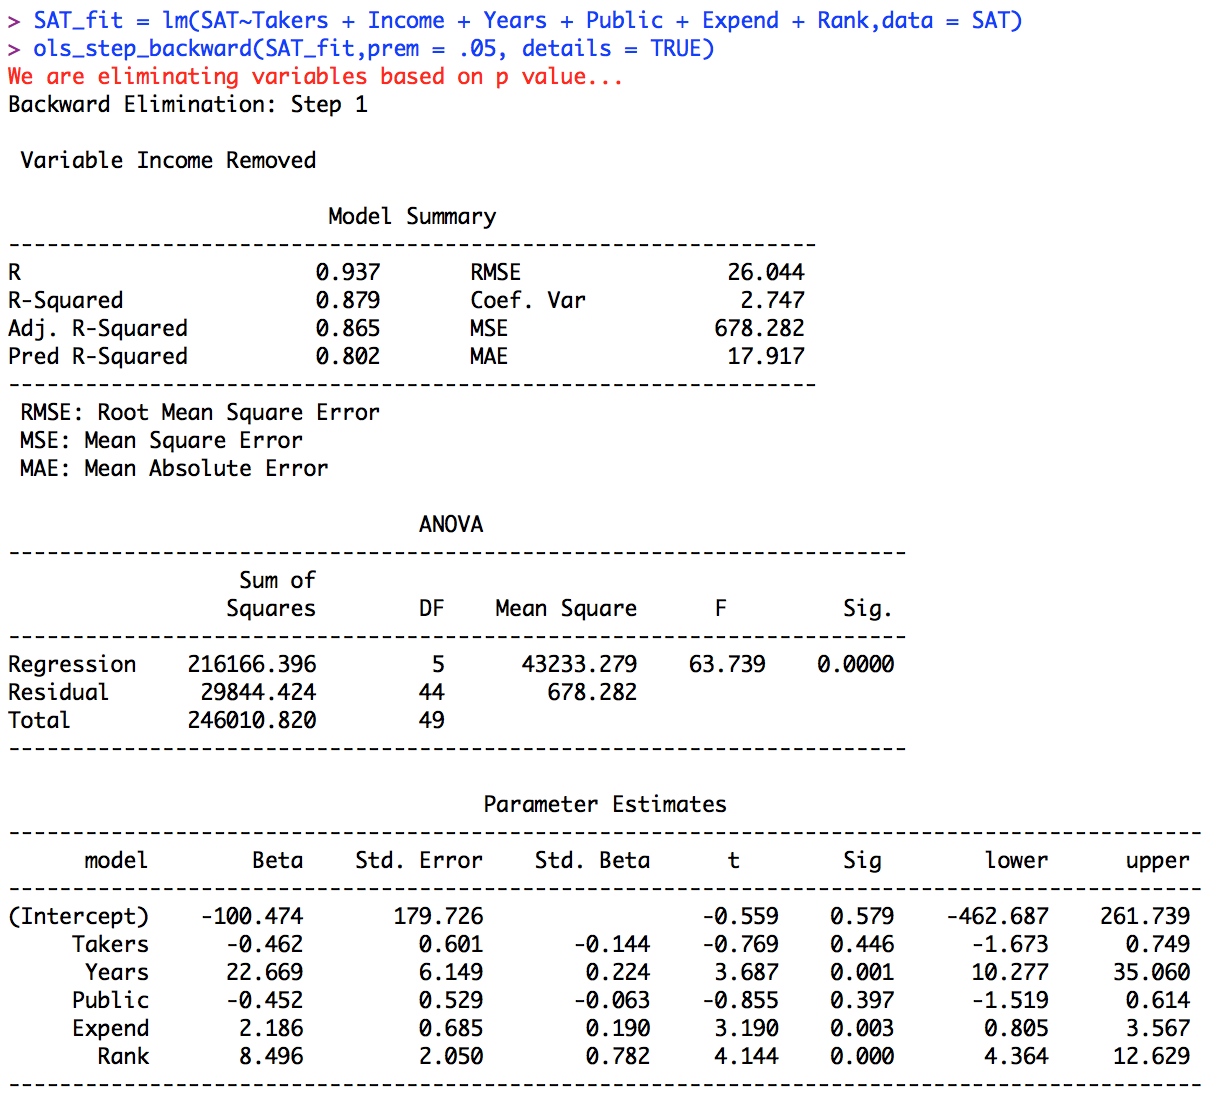 > SAT_fit = lm(SAT~Takers + Income + Years + Public + Expend + Rank,data = SAT)
> ols_step_backward(SAT_fit,prem = .05, details = TRUE)
We are eliminating variables based on p value...
Backward Elimination: Step 1
Variable Income Removed
Model Summary
---------------------------------------------------------------
R 0.937 RMSE 26.044
R-Squared 0.879 Coef. Var 2.747
Adj. R-Squared 0.865 MSE 678.282
Pred R-Squared 0.802 MAE 17.917
---------------------------------------------------------------
RMSE: Root Mean Square Error
MSE: Mean Square Error
MAE: Mean Absolute Error
ANOVA
----------------------------------------------------------------------
Sum of
Squares DF Mean Square F Sig.
----------------------------------------------------------------------
Regression 216166.396 5 43233.279 63.739 0.0000
Residual 29844.424 44 678.282
Total 246010.820 49
----------------------------------------------------------------------
Parameter Estimates
---------------------------------------------------------------------------------------------
model Beta Std. Error Std. Beta t Sig lower upper
---------------------------------------------------------------------------------------------
(Intercept) -100.474 179.726 -0.559 0.579 -462.687 261.739
Takers -0.462 0.601 -0.144 -0.769 0.446 -1.673 0.749
Years 22.669 6.149 0.224 3.687 0.001 10.277 35.060
Public -0.452 0.529 -0.063 -0.855 0.397 -1.519 0.614
Expend 2.186 0.685 0.190 3.190 0.003 0.805 3.567
Rank 8.496 2.050 0.782 4.144 0.000 4.364 12.629
---------------------------------------------------------------------------------------------